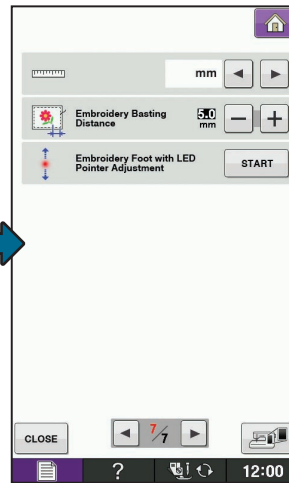 mm
Embroidery Basting
Distance
5.0
mm
Embroidery Foot with LED
Pointer Adjustment
START
CLOSE
7/7
?
12:00